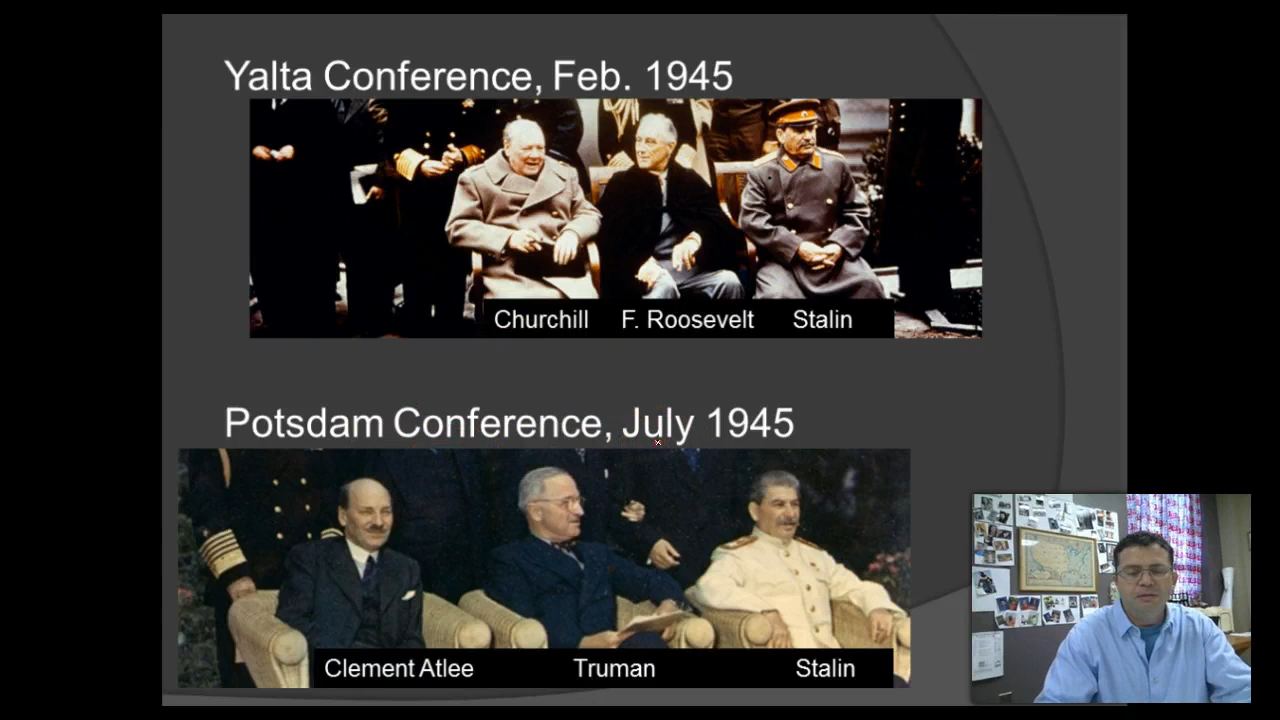 Yalta Conference, Feb. 1945
Churchill F. Roosevelt Stalin
Potsdam Conference, July 1945
Clement Atlee Truman Stalin